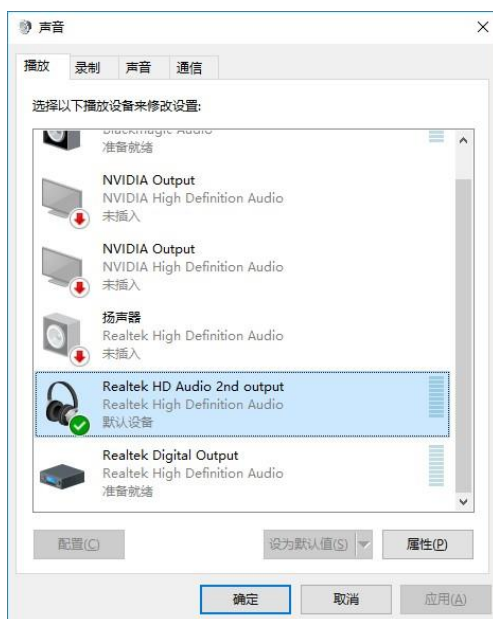 声音
播放 录制 声音 通信
选择以下播放设备来修改设置:
Blackmagic Audio
准备就绪
NVIDIA Output
NVIDIA High Definition Audio
未插入
NVIDIA Output
NVIDIA High Definition Audio
未插入
扬声器
Realtek High Definition Audio
未插入
Realtek HD Audio 2nd output
Realtek High Definition Audio
默认设备
Realtek Digital Output
Realtek High Definition Audio
准备就绪
配置(C) 设为默认值(S) 属性(P)
确定 取消 应用(A)